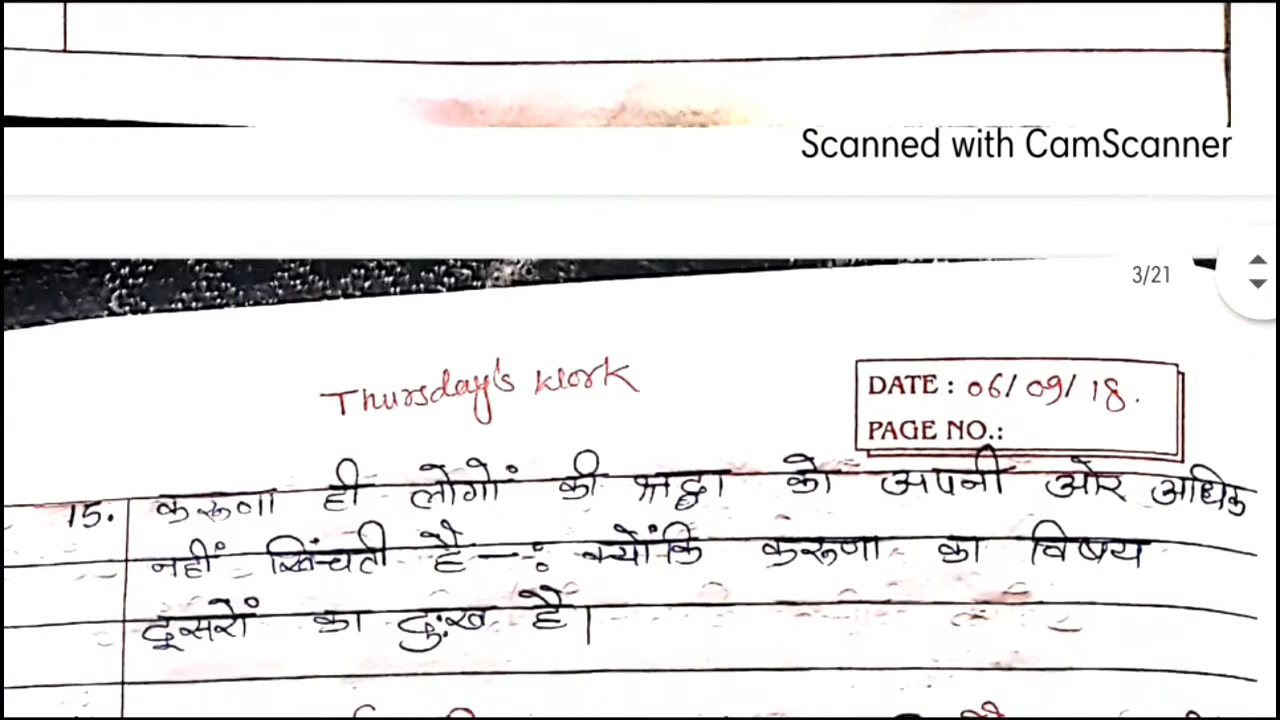 Scanned with CamScanner
3/21
Thursday's Work
DATE : 06/09/18.
PAGE NO.:
15. करूणा ही लोगों की श्रद्धा को अपनी ओर अधिक
नहीं खिंचती है—: क्योंकि करूणा का विषय
दूसरों का दुःख है।